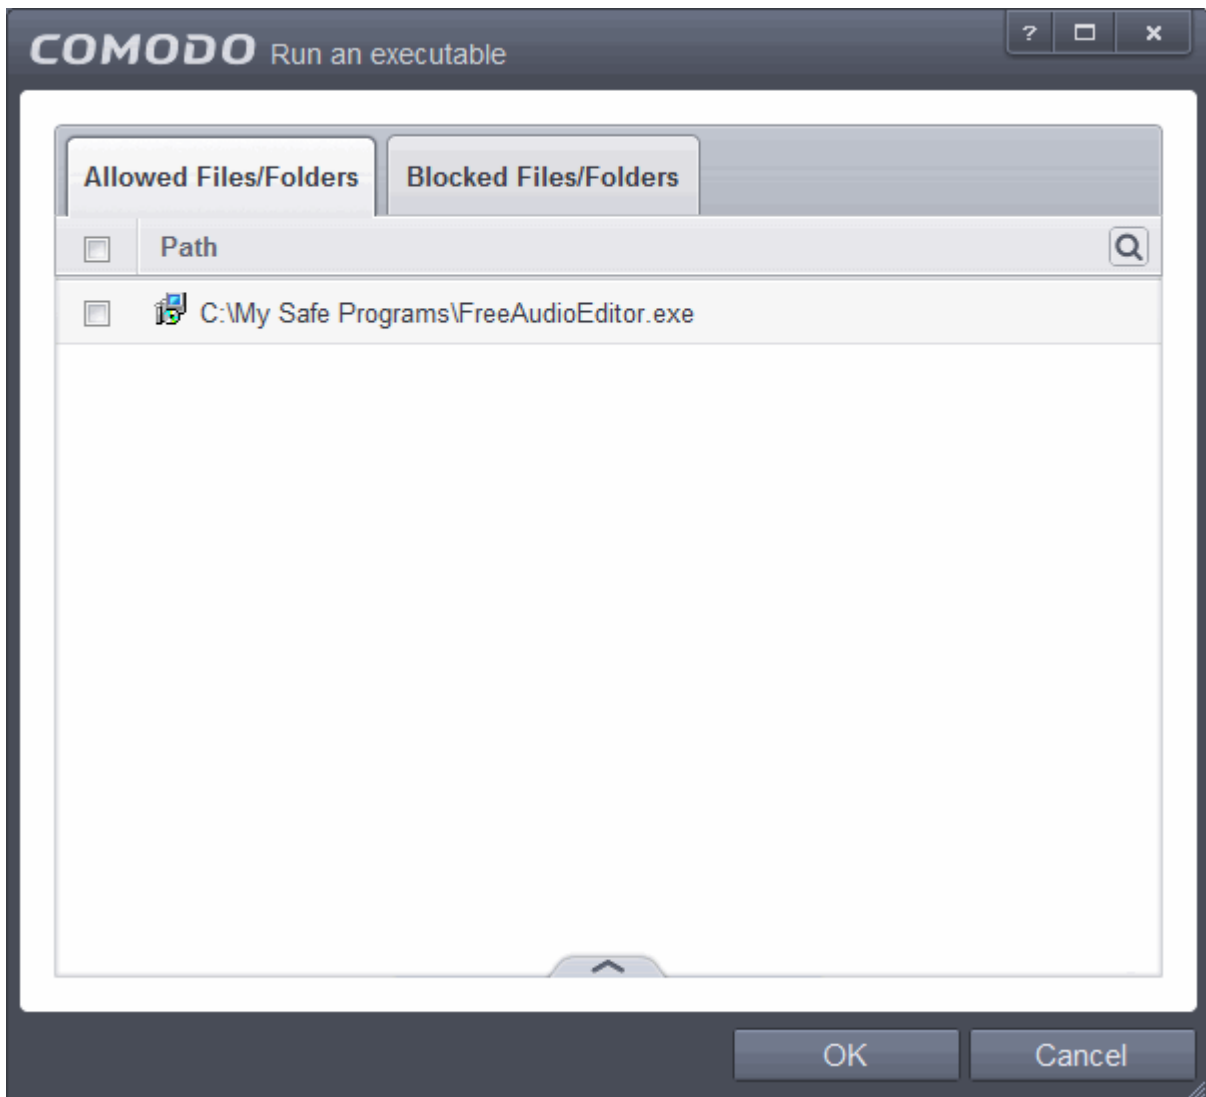 COMODO Run an executable ?
Allowed Files/Folders Blocked Files/Folders
Path
C:\My Safe Programs\FreeAudioEditor.exe
OK Cancel